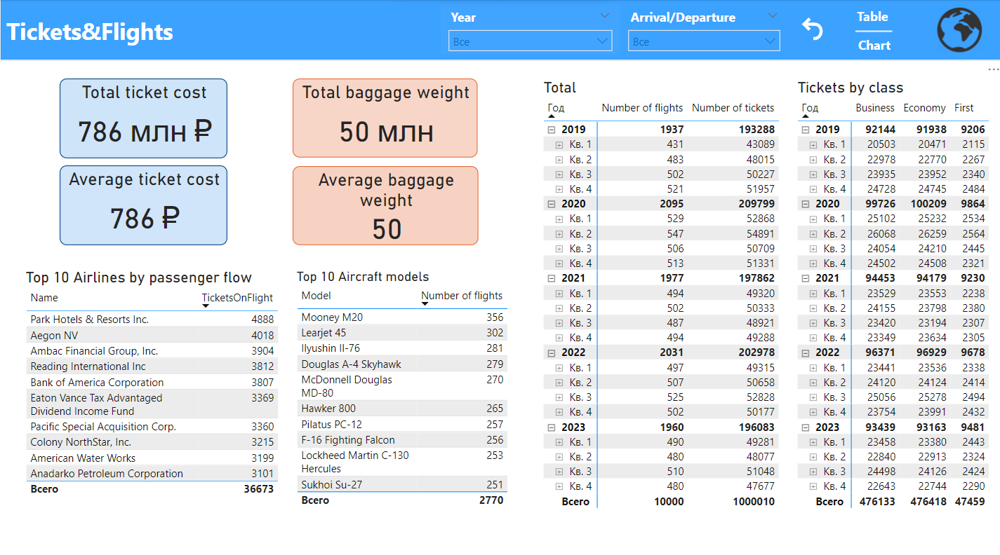 Tickets&Flights
Year
Все
Arrival/Departure
Все
Table
Chart
Total ticket cost
786 млн ₽
Average ticket cost
786 ₽
Total baggage weight
50 млн
Average baggage
weight
50
Top 10 Airlines by passenger flow
Name TicketsOnFlight
Park Hotels & Resorts Inc. 4888
Aegon NV 4018
Ambac Financial Group, Inc. 3904
Reading International Inc 3812
Bank of America Corporation 3807
Eaton Vance Tax Advantaged
Dividend Income Fund 3369
Pacific Special Acquisition Corp. 3360
Colony NorthStar, Inc. 3215
American Water Works 3199
Anadarko Petroleum Corporation 3101
Всего 36673
Top 10 Aircraft models
Model Number of flights
Mooney M20 356
Learjet 45 302
Ilyushin Il-76 281
Douglas A-4 Skyhawk 279
McDonnell Douglas
MD-80 270
Hawker 800 265
Pilatus PC-12 257
F-16 Fighting Falcon 256
Lockheed Martin C-130
Hercules 253
Sukhoi Su-27 251
Всего 2770
Total
Год Number of flights Number of tickets
2019 1937 193288
Кв. 1 431 43089
Кв. 2 483 48015
Кв. 3 502 50227
Кв. 4 521 51957
2020 2095 209799
Кв. 1 529 52868
Кв. 2 547 54891
Кв. 3 506 50709
Кв. 4 513 51331
2021 1977 197862
Кв. 1 494 49320
Кв. 2 502 50333
Кв. 3 487 48921
Кв. 4 494 49288
2022 2031 202978
Кв. 1 497 49315
Кв. 2 507 50658
Кв. 3 525 52828
Кв. 4 502 50177
2023 1960 196083
Кв. 1 490 49281
Кв. 2 480 48077
Кв. 3 510 51048
Кв. 4 480 47677
Всего 10000 1000010
Tickets by class
Год Business Economy First
2019 92144 91938 9206
Кв. 1 20503 20471 2115
Кв. 2 22978 22770 2267
Кв. 3 23935 23952 2340
Кв. 4 24728 24745 2484
2020 99726 100209 9864
Кв. 1 25102 25232 2534
Кв. 2 26068 26259 2564
Кв. 3 24054 24210 2445
Кв. 4 24502 24508 2321
2021 94453 94179 9230
Кв. 1 23529 23553 2238
Кв. 2 24155 23798 2380
Кв. 3 23420 23194 2307
Кв. 4 23349 23634 2305
2022 96371 96929 9678
Кв. 1 23441 23536 2338
Кв. 2 24120 24124 2414
Кв. 3 25056 25278 2494
Кв. 4 23754 23991 2432
2023 93439 93163 9481
Кв. 1 23458 23380 2443
Кв. 2 22840 22913 2324
Кв. 3 24498 24126 2424
Кв. 4 22643 22744 2290
Всего 476133 476418 47459